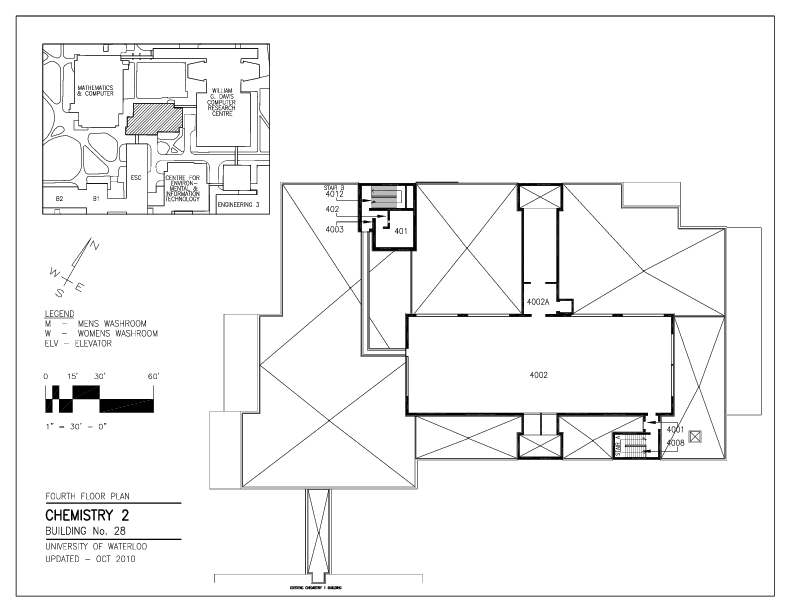 MATHEMATICS
& COMPUTER
WILLIAM
G. DAVIS
COMPUTER
RESEARCH
CENTRE
ESC
CENTRE FOR
ENVIRON-
MENTAL &
INFORMATION
TECHNOLOGY
B2
B1
ENGINEERING 3
N
W
E
S
LEGEND
M – MENS WASHROOM
W – WOMENS WASHROOM
ELV – ELEVATOR
0 15' 30' 60'
1" = 30' – 0"
STAIR B
4012
402
4003
401
4002A
4002
4001
4008
STAIR A
FOURTH FLOOR PLAN
CHEMISTRY 2
BUILDING No. 28
UNIVERSITY OF WATERLOO
UPDATED – OCT 2010
EXISTING CHEMISTRY 1 BUILDING